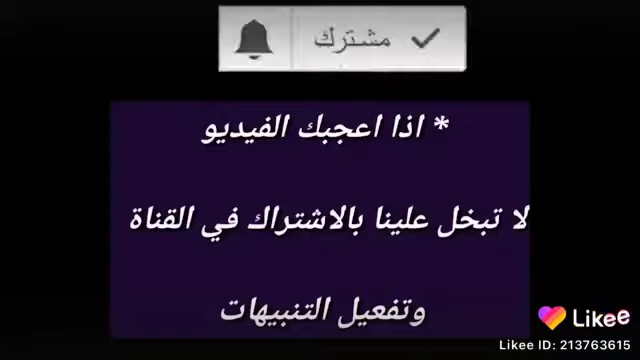 مشترك
* اذا اعجبك الفيديو
لا تبخل علينا بالاشتراك في القناة
وتفعيل التنبيهات
Likee
Likee ID: 213763615